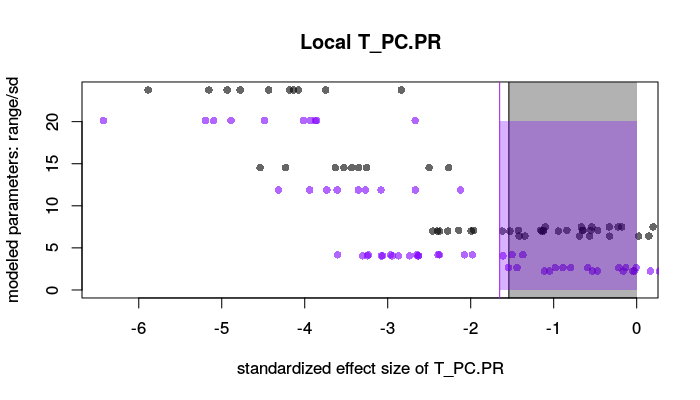 Local T_PC.PR
modeled parameters: range/sd
20
15
10
5
0
-6 -5 -4 -3 -2 -1 0
standardized effect size of T_PC.PR